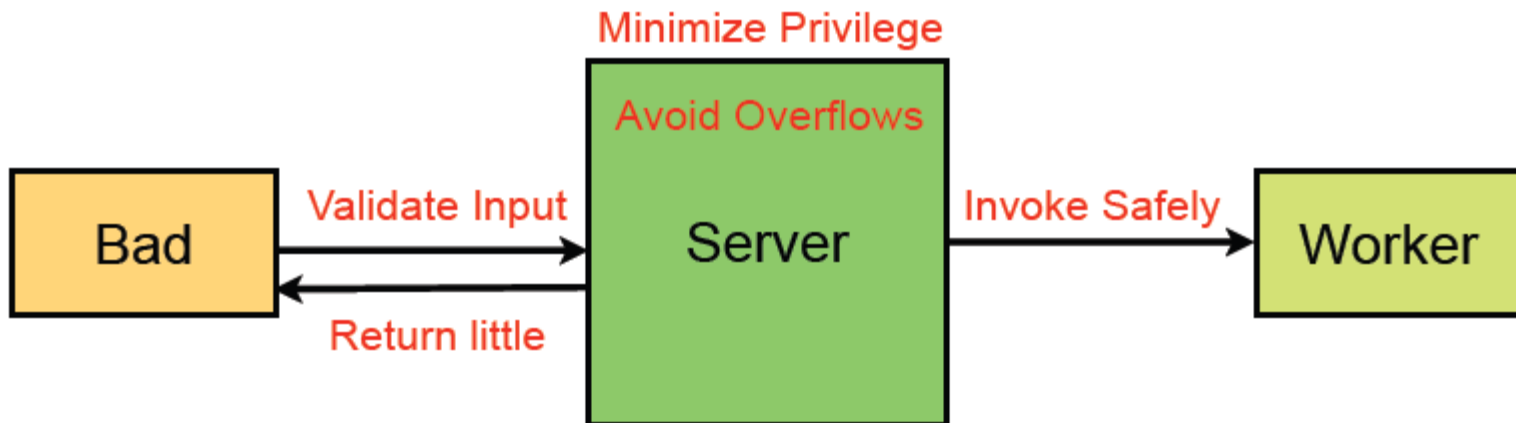 Minimize Privilege
Avoid Overflows
Validate Input
Invoke Safely
Bad
Server
Worker
Return little